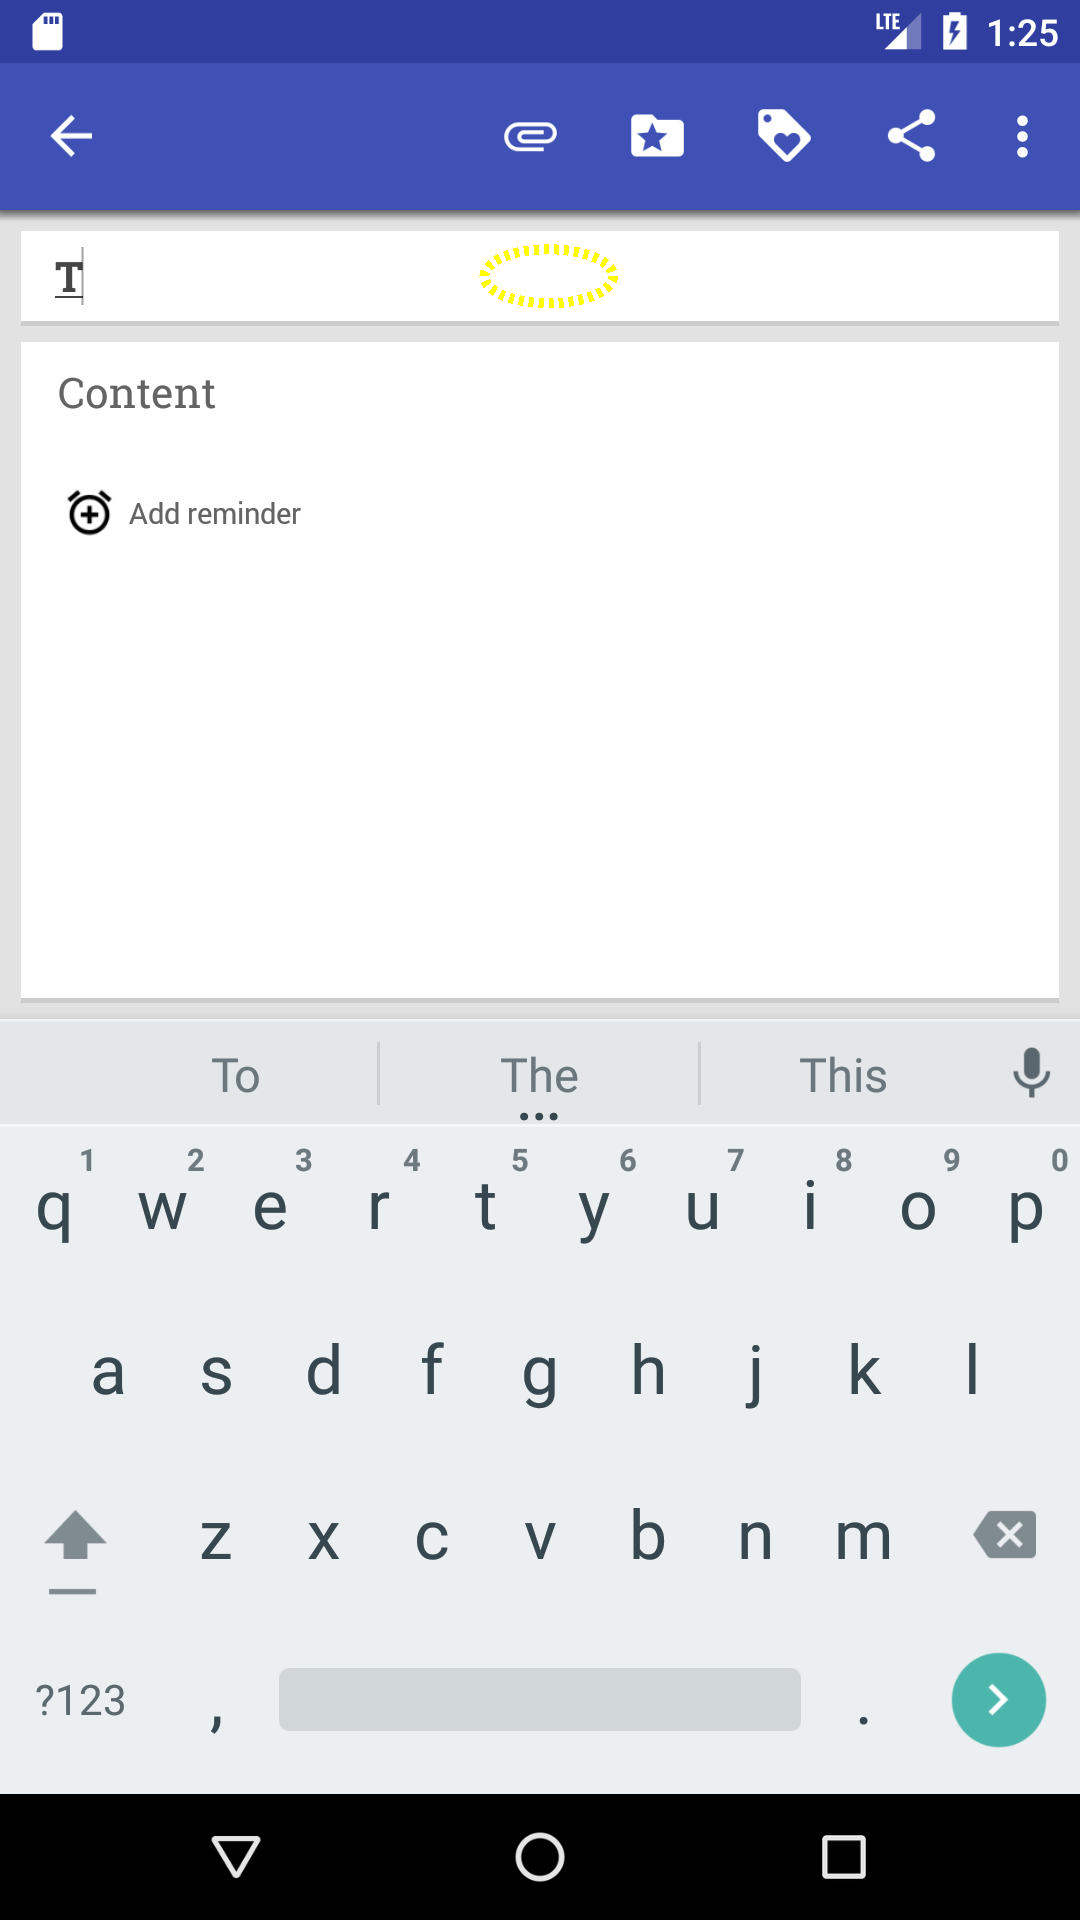 LTE 1:25
T
Content
Add reminder
To The This
1 2 3 4 5 6 7 8 9 0
q w e r t y u i o p
a s d f g h j k l
z x c v b n m
?123 , .